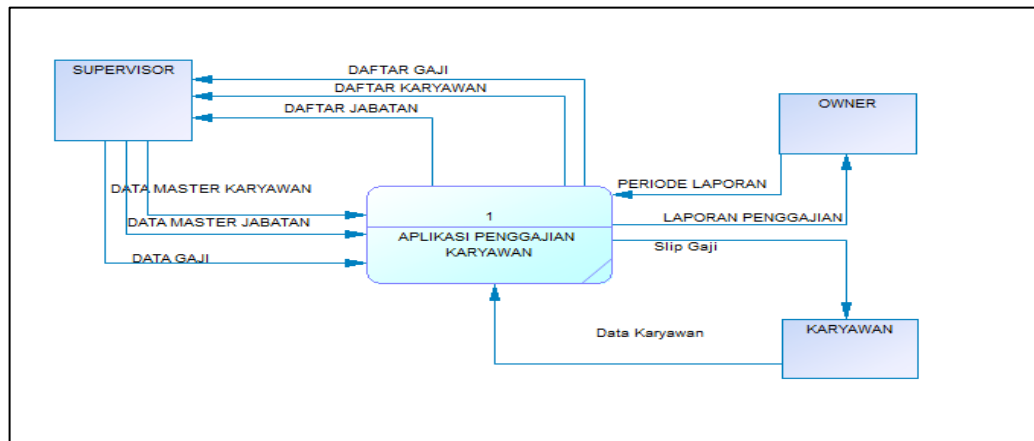 SUPERVISOR
DAFTAR GAJI
DAFTAR KARYAWAN
DAFTAR JABATAN
OWNER
DATA MASTER KARYAWAN
DATA MASTER JABATAN
DATA GAJI
1
APLIKASI PENGGAJIAN
KARYAWAN
PERIODE LAPORAN
LAPORAN PENGGAJIAN
Slip Gaji
Data Karyawan
KARYAWAN